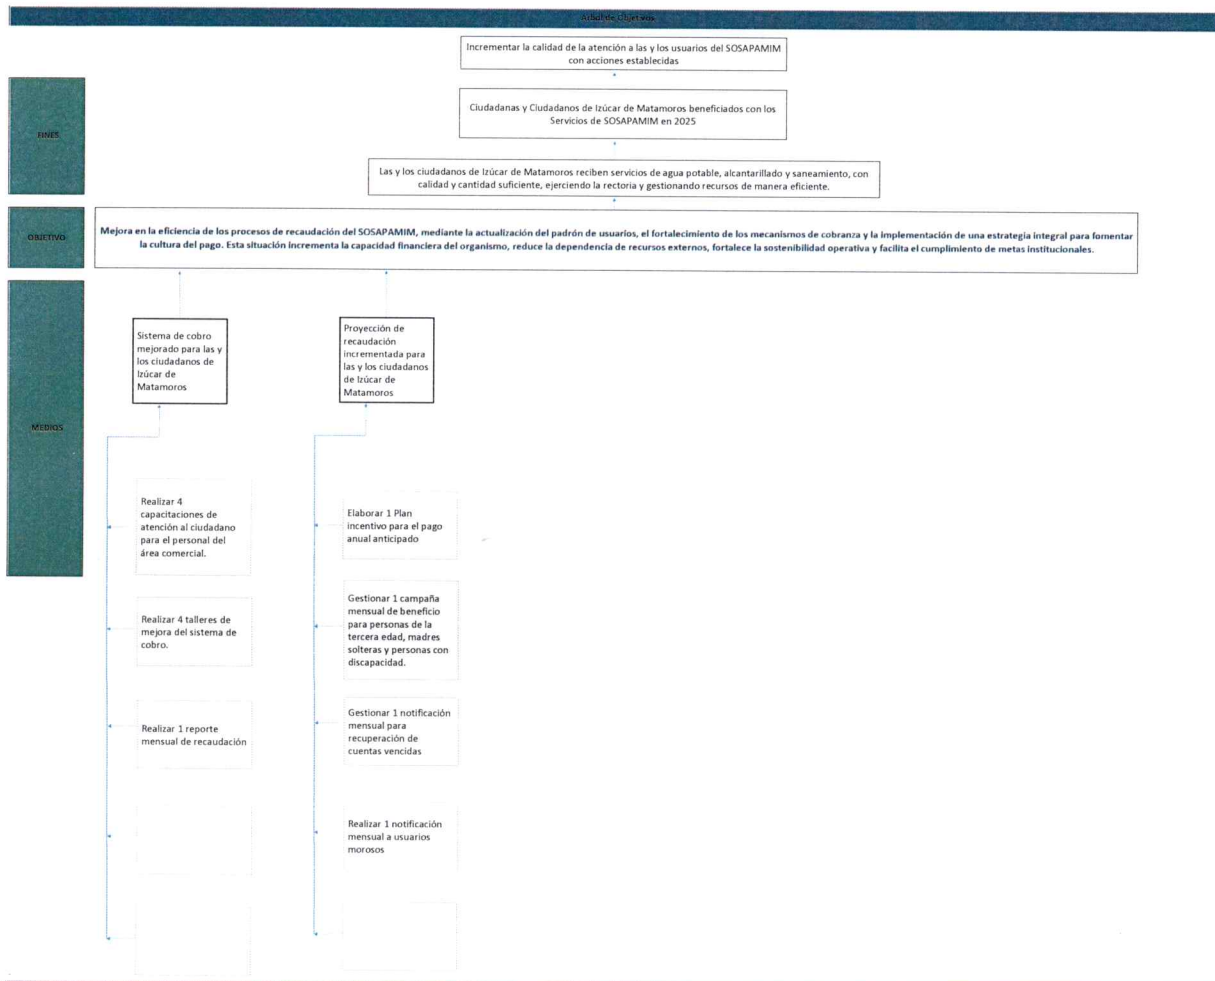 Árbol de Objetivos
Incrementar la calidad de la atención a las y los usuarios del SOSAPAMIM
con acciones establecidas
FINES
Ciudadanas y Ciudadanos de Izúcar de Matamoros beneficiados con los
Servicios de SOSAPAMIM en 2025
Las y los ciudadanos de Izúcar de Matamoros reciben servicios de agua potable, alcantarillado y saneamiento, con
calidad y cantidad suficiente, ejerciendo la rectoría y gestionando recursos de manera eficiente.
OBJETIVO
Mejora en la eficiencia de los procesos de recaudación del SOSAPAMIM, mediante la actualización del padrón de usuarios, el fortalecimiento de los mecanismos de cobranza y la implementación de una estrategia integral para fomentar
la cultura del pago. Esta situación incrementa la capacidad financiera del organismo, reduce la dependencia de recursos externos, fortalece la sostenibilidad operativa y facilita el cumplimiento de metas institucionales.
MEDIOS
Sistema de cobro
mejorado para las y
los ciudadanos de
Izúcar de
Matamoros
Proyección de
recaudación
incrementada para
las y los ciudadanos
de Izúcar de
Matamoros
Realizar 4
capacitaciones de
atención al ciudadano
para el personal del
área comercial.
Elaborar 1 Plan
incentivo para el pago
anual anticipado
Realizar 4 talleres de
mejora del sistema de
cobro.
Gestionar 1 campaña
mensual de beneficio
para personas de la
tercera edad, madres
solteras y personas con
discapacidad.
Realizar 1 reporte
mensual de recaudación
Gestionar 1 notificación
mensual para
recuperación de
cuentas vencidas
Realizar 1 notificación
mensual a usuarios
morosos